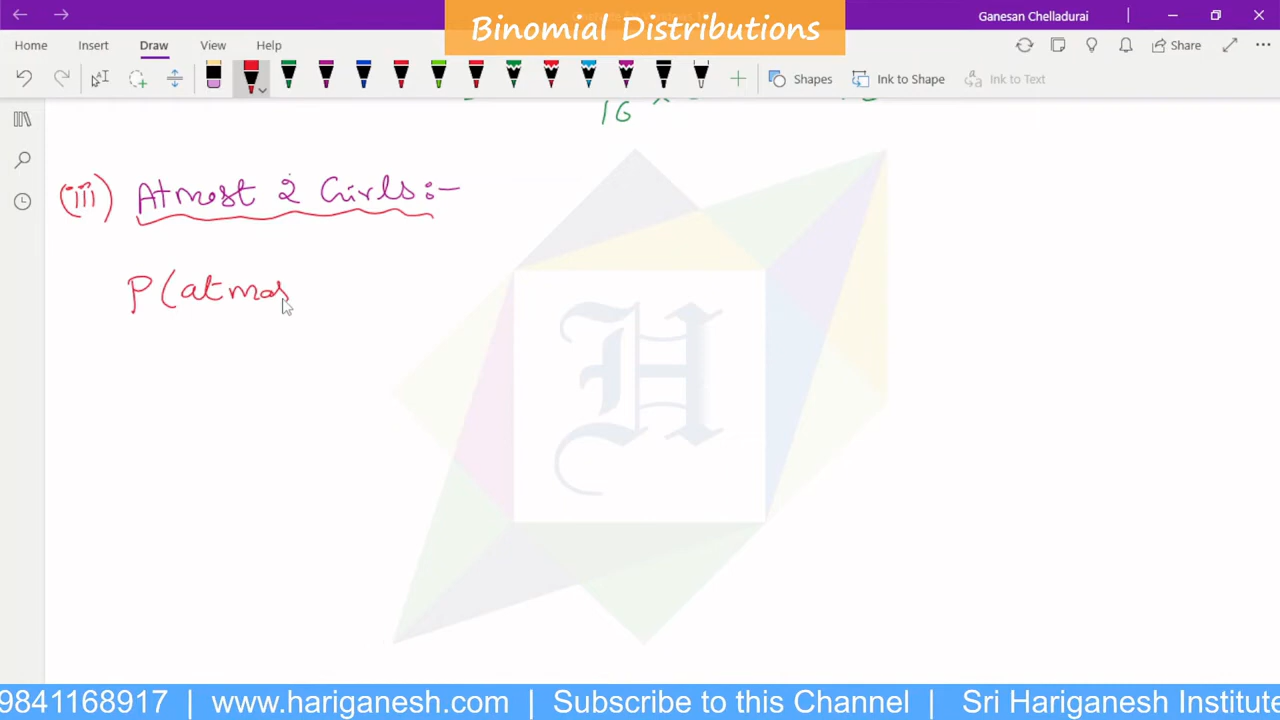 Binomial Distributions
Ganesan Chelladurai
Home Insert Draw View Help
Share
Shapes Ink to Shape Ink to Text
16
(iii) Atmost 2 Girls:-
P(atmos
H
9841168917 | www.hariganesh.com | Subscribe to this Channel | Sri Hariganesh Institute